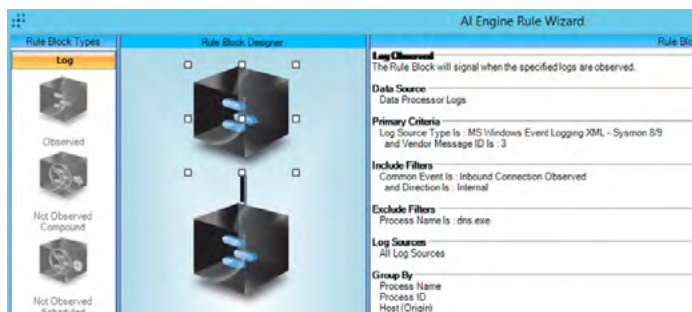 AI Engine Rule Wizard
Rule Block Types
Rule Block Designer
Rule Blo
Log
Observed
Not Observed
Compound
Not Observed
Scheduled
Log Observed
The Rule Block will signal when the specified logs are observed.
Data Source
Data Processor Logs
Primary Criteria
Log Source Type Is : MS Windows Event Logging XML - Sysmon 8/9
and Vendor Message ID Is : 3
Include Filters
Common Event Is : Inbound Connection Observed
and Direction Is : Internal
Exclude Filters
Process Name Is : dns.exe
Log Sources
All Log Sources
Group By
Process Name
Process ID
Host (Origin)